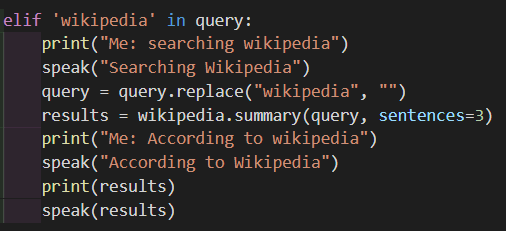 elif 'wikipedia' in query:
    print("Me: searching wikipedia")
    speak("Searching Wikipedia")
    query = query.replace("wikipedia", "")
    results = wikipedia.summary(query, sentences=3)
    print("Me: According to wikipedia")
    speak("According to Wikipedia")
    print(results)
    speak(results)